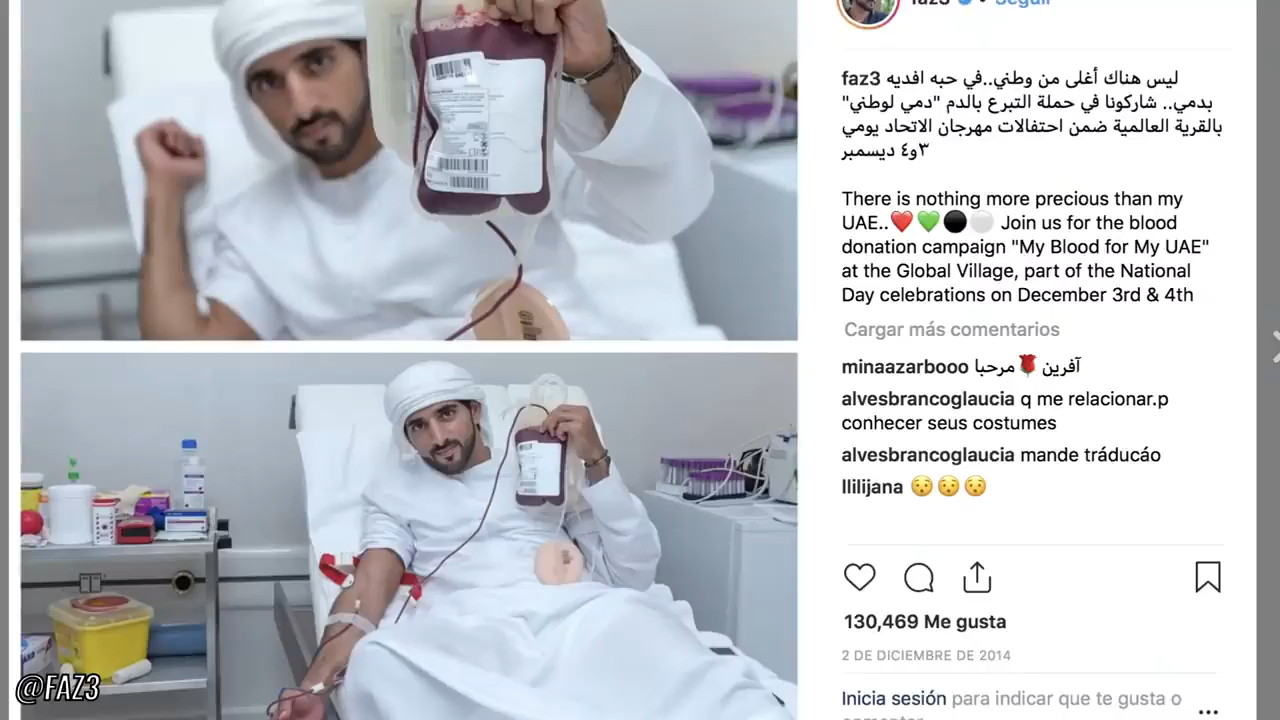 faz3 • Seguir
faz3 ليس هناك أغلى من وطني..في حبه افديه
بدمي.. شاركونا في حملة التبرع بالدم "دمي لوطني"
بالقرية العالمية ضمن احتفالات مهرجان الاتحاد يومي
٣و٤ ديسمبر
There is nothing more precious than my
UAE..❤️💚⚫⚪ Join us for the blood
donation campaign "My Blood for My UAE"
at the Global Village, part of the National
Day celebrations on December 3rd & 4th
Cargar más comentarios
minaazarbooo آفرين🌹مرحبا
alvesbrancoglaucia q me relacionar.p
conhecer seus costumes
alvesbrancoglaucia mande tráducáo
llilijana 😯😯😯
130,469 Me gusta
2 DE DICIEMBRE DE 2014
Inicia sesión para indicar que te gusta o
comentar
@FAZ3